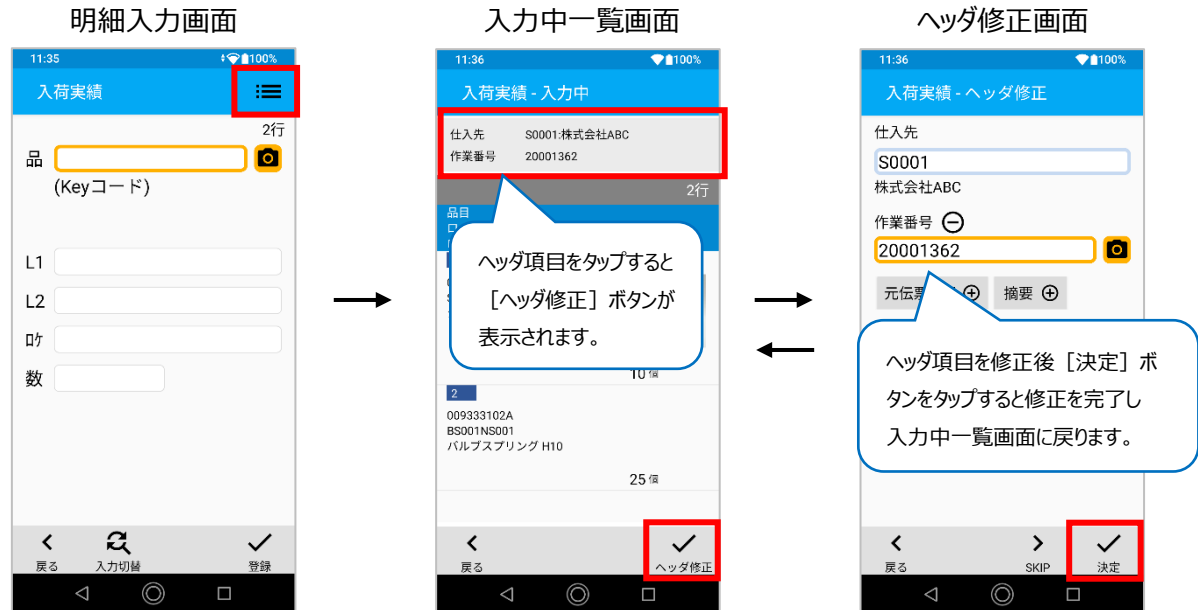 明細入力画面
11:35
100%
入荷実績
2行
品
(Keyコード)
L1
L2
ロケ
数
戻る
入力切替
登録
入力中一覧画面
11:36
100%
入荷実績 - 入力中
仕入先 S0001:株式会社ABC
作業番号 20001362
2行
品目
ヘッダ項目をタップすると
［ヘッダ修正］ボタンが
表示されます。
10 個
2
009333102A
BS001NS001
バルブスプリング H10
25 個
戻る
ヘッダ修正
ヘッダ修正画面
11:36
100%
入荷実績 - ヘッダ修正
仕入先
S0001
株式会社ABC
作業番号
20001362
元伝票
摘要
ヘッダ項目を修正後［決定］ボ
タンをタップすると修正を完了し
入力中一覧画面に戻ります。
戻る
SKIP
決定